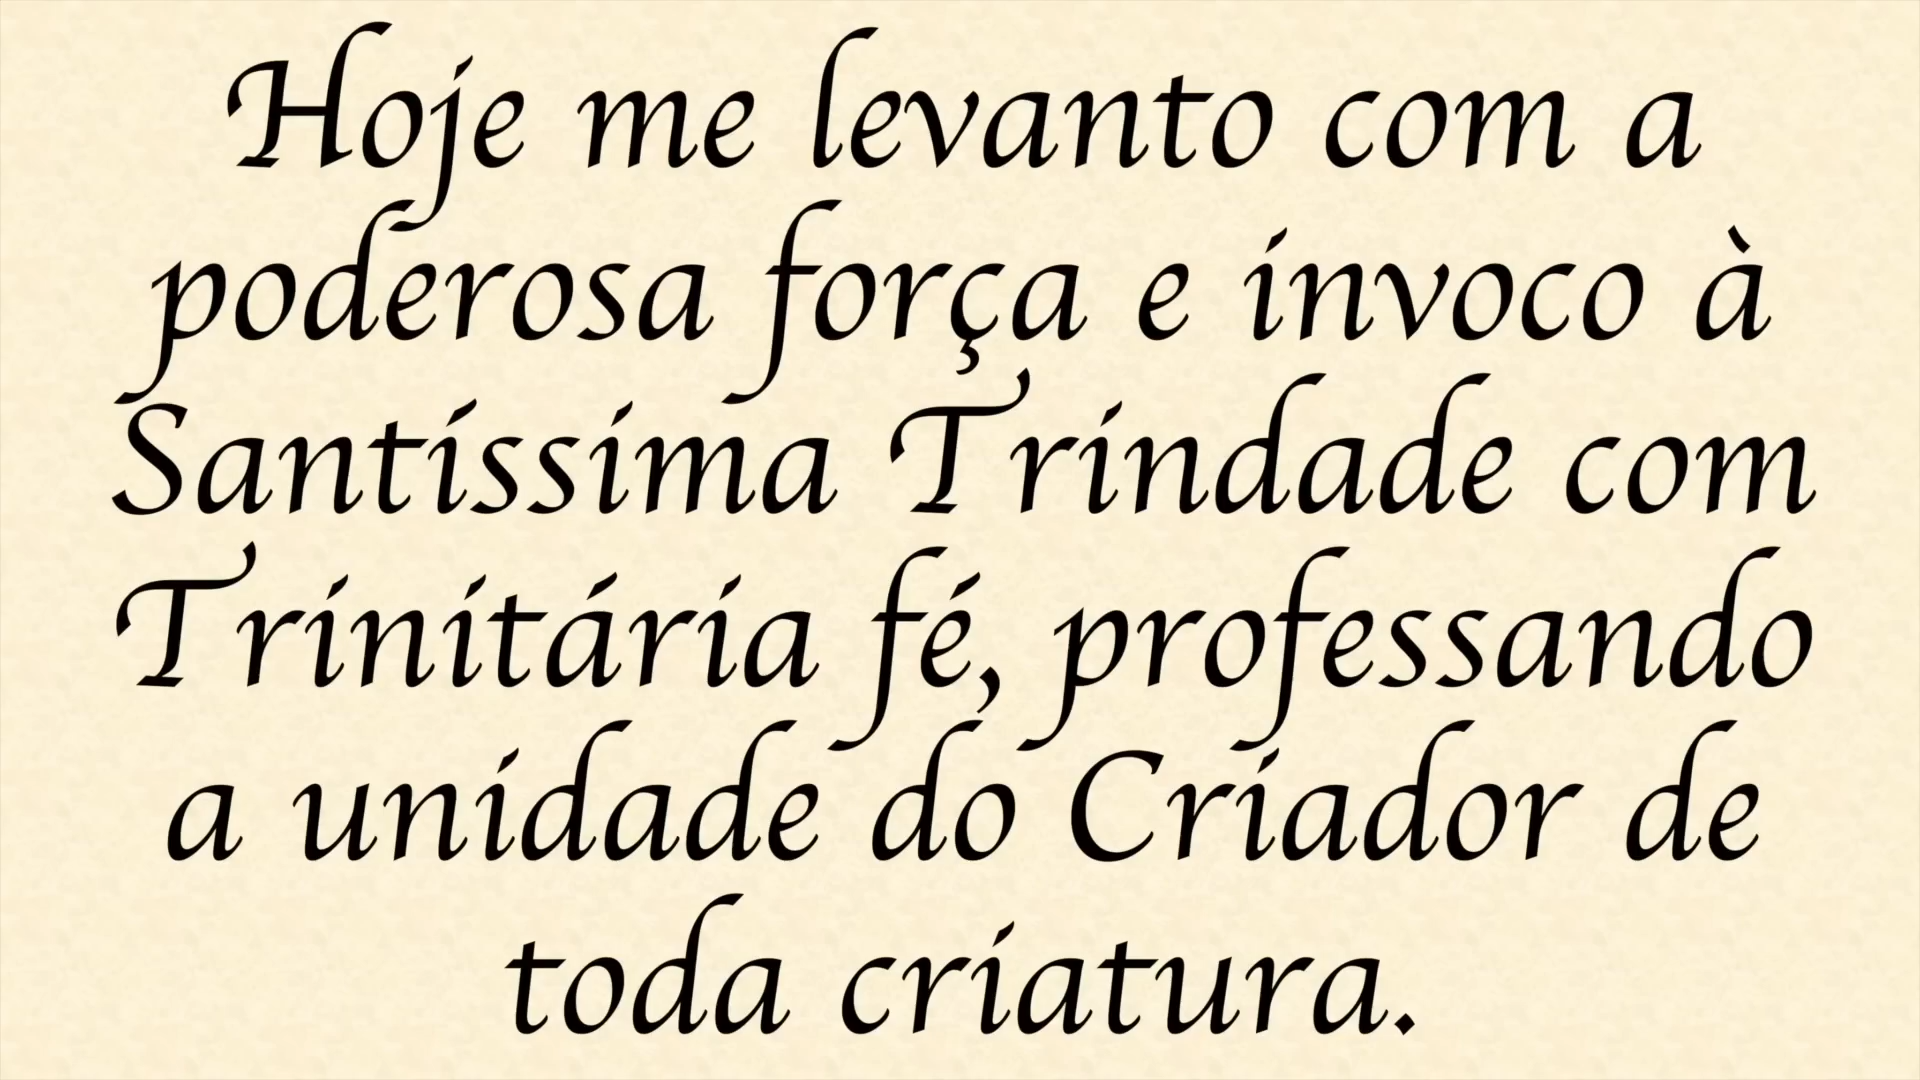 Hoje me levanto com a
poderosa força e invoco à
Santíssima Trindade com
Trinitária fé, professando
a unidade do Criador de
toda criatura.